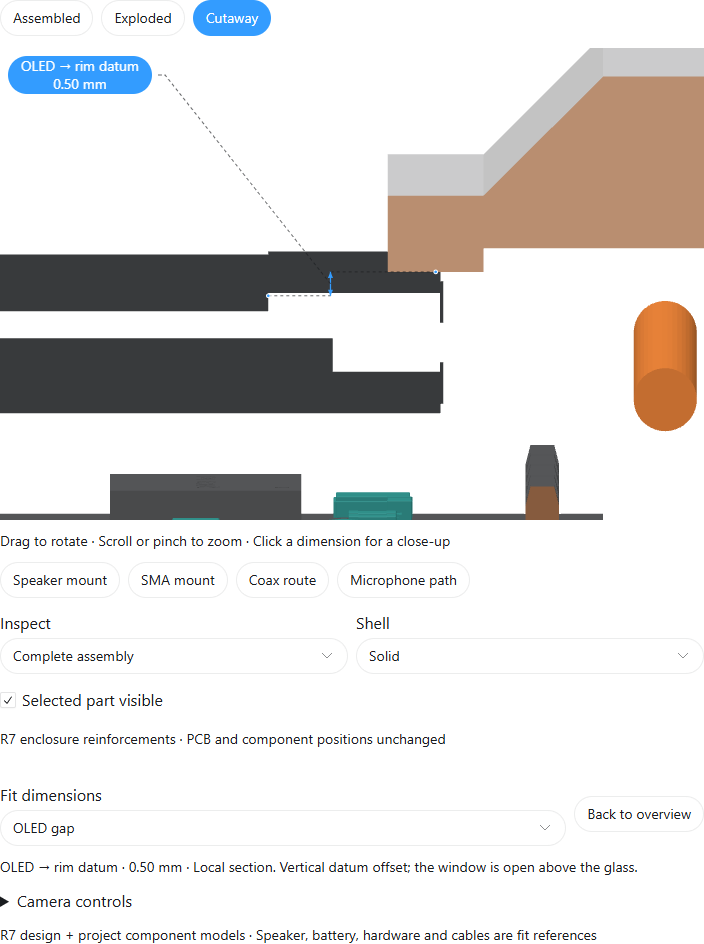 Assembled
Exploded
Cutaway
OLED → rim datum
0.50 mm
Drag to rotate · Scroll or pinch to zoom · Click a dimension for a close-up
Speaker mount
SMA mount
Coax route
Microphone path
Inspect
Shell
Complete assembly
Solid
Selected part visible
R7 enclosure reinforcements · PCB and component positions unchanged
Fit dimensions
OLED gap
Back to overview
OLED → rim datum · 0.50 mm · Local section. Vertical datum offset; the window is open above the glass.
Camera controls
R7 design + project component models · Speaker, battery, hardware and cables are fit references